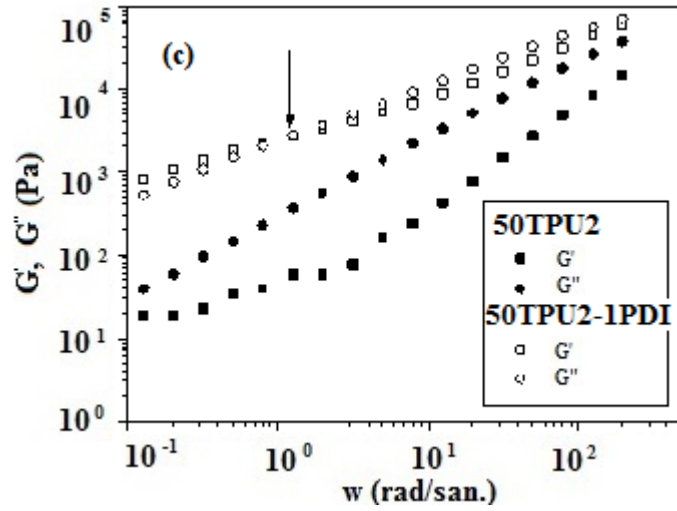 (c)
10^5
10^4
10^3
10^2
10^1
10^0
G', G'' (Pa)
10^-1
10^0
10^1
10^2
w (rad/san.)
50TPU2
G'
G''
50TPU2-1PDI
G'
G''